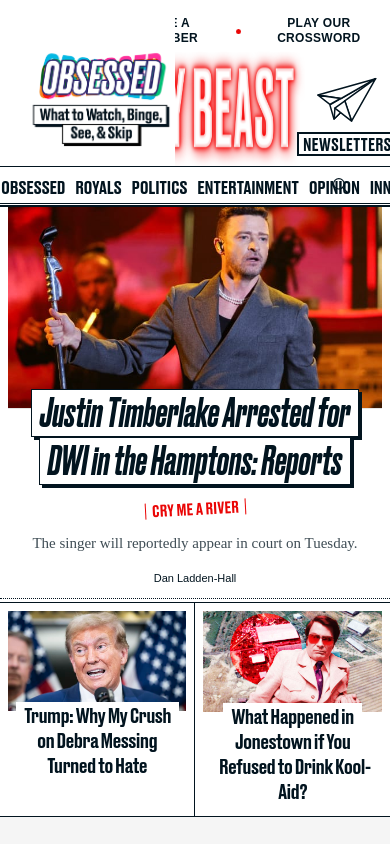 E A
BER
PLAY OUR
CROSSWORD
OBSESSED
What to Watch, Binge,
See, & Skip
Y BEAST
NEWSLETTERS
OBSESSED ROYALS POLITICS ENTERTAINMENT OPINION INN
Justin Timberlake Arrested for
DWI in the Hamptons: Reports
CRY ME A RIVER
The singer will reportedly appear in court on Tuesday.
Dan Ladden-Hall
Trump: Why My Crush
on Debra Messing
Turned to Hate
What Happened in
Jonestown if You
Refused to Drink Kool-
Aid?